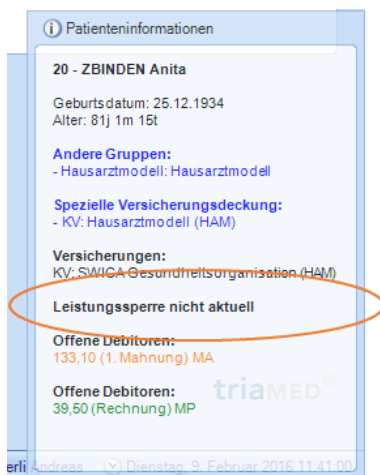 Patienteninformationen
20 - ZBINDEN Anita
Geburtsdatum: 25.12.1934
Alter: 81j 1m 15t
Andere Gruppen:
- Hausarztmodell: Hausarztmodell
Spezielle Versicherungsdeckung:
- KV: Hausarztmodell (HAM)
Versicherungen:
KV: SWICA Gesundheitsorganisation (HAM)
Leistungssperre nicht aktuell
Offene Debitoren:
133,10 (1. Mahnung) MA
Offene Debitoren:
39,50 (Rechnung) MP
triaMED®
erli Andreas Dienstag, 9. Februar 2016 11:41:00